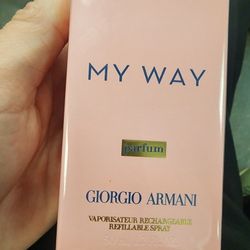 MY WAY
parfum
GIORGIO ARMANI
VAPORISATEUR RECHARGEABLE
REFILLABLE SPRAY